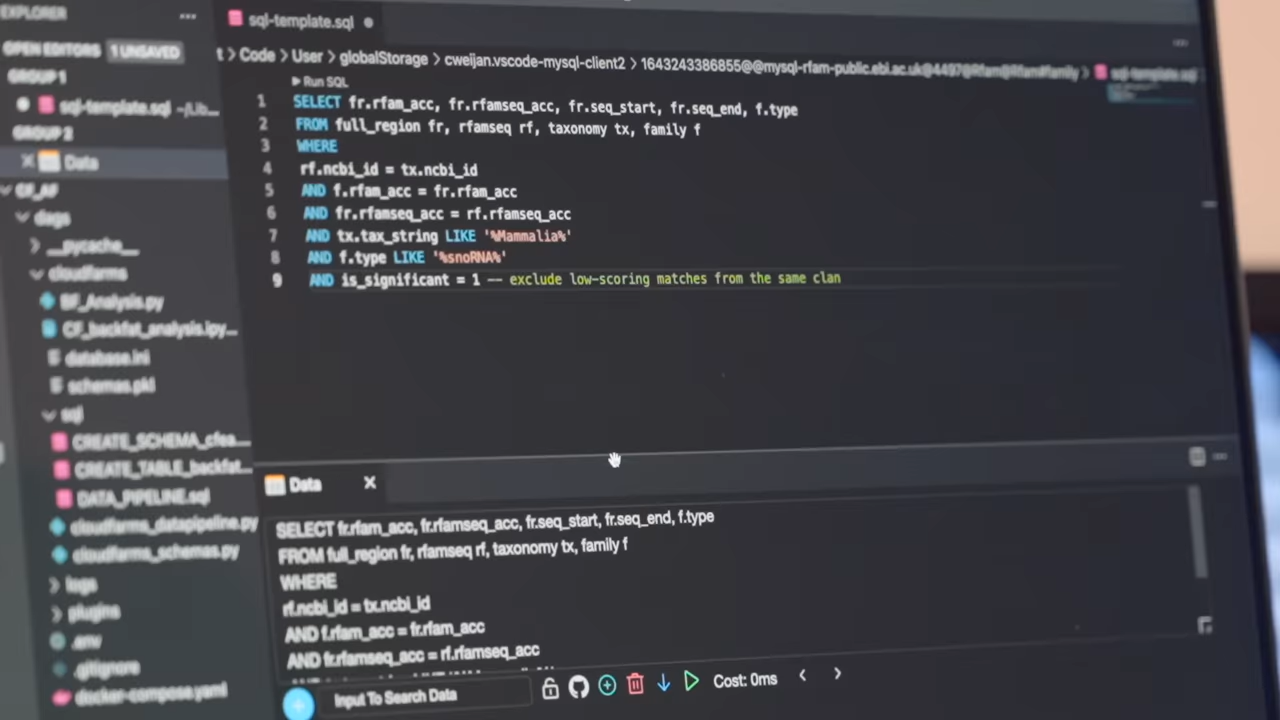 EXPLORER
OPEN EDITORS 1 UNSAVED
GROUP 1
sql-template.sql ~/Lib...
GROUP 2
Data
CF_AF
dags
__pycache__
cloudfarms
BF_Analysis.py
CF_backfat_analysis.ipy...
database.ini
schemas.pkl
sql
CREATE_SCHEMA_cfea...
CREATE_TABLE_backfat...
DATA_PIPELINE.sql
cloudfarms_datapipeline.py
cloudfarms_schemas.py
logs
plugins
.env
.gitignore
docker-compose.yaml
sql-template.sql
t > Code > User > globalStorage > cweijan.vscode-mysql-client2 > 1643243386855@@mysql-rfam-public.ebi.ac.uk@4497@Rfam@Rfam#family > sql-template.sql
Run SQL
1 SELECT fr.rfam_acc, fr.rfamseq_acc, fr.seq_start, fr.seq_end, f.type
2 FROM full_region fr, rfamseq rf, taxonomy tx, family f
3 WHERE
4 rf.ncbi_id = tx.ncbi_id
5 AND f.rfam_acc = fr.rfam_acc
6 AND fr.rfamseq_acc = rf.rfamseq_acc
7 AND tx.tax_string LIKE '%Mammalia%'
8 AND f.type LIKE '%snoRNA%'
9 AND is_significant = 1 -- exclude low-scoring matches from the same clan
Data
SELECT fr.rfam_acc, fr.rfamseq_acc, fr.seq_start, fr.seq_end, f.type
FROM full_region fr, rfamseq rf, taxonomy tx, family f
WHERE
rf.ncbi_id = tx.ncbi_id
AND f.rfam_acc = fr.rfam_acc
AND fr.rfamseq_acc = rf.rfamseq_acc
Input To Search Data
Cost: 0ms